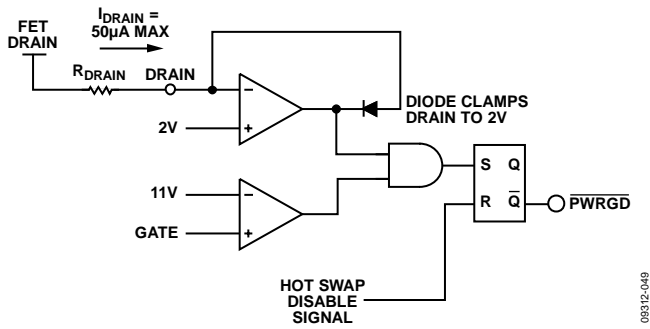 FET
DRAIN
I_DRAIN =
50µA MAX
R_DRAIN
DRAIN
2V
−
+
DIODE CLAMPS
DRAIN TO 2V
11V
GATE
−
+
S Q
R Q̅
P̅W̅R̅G̅D̅
HOT SWAP
DISABLE
SIGNAL
09312-049